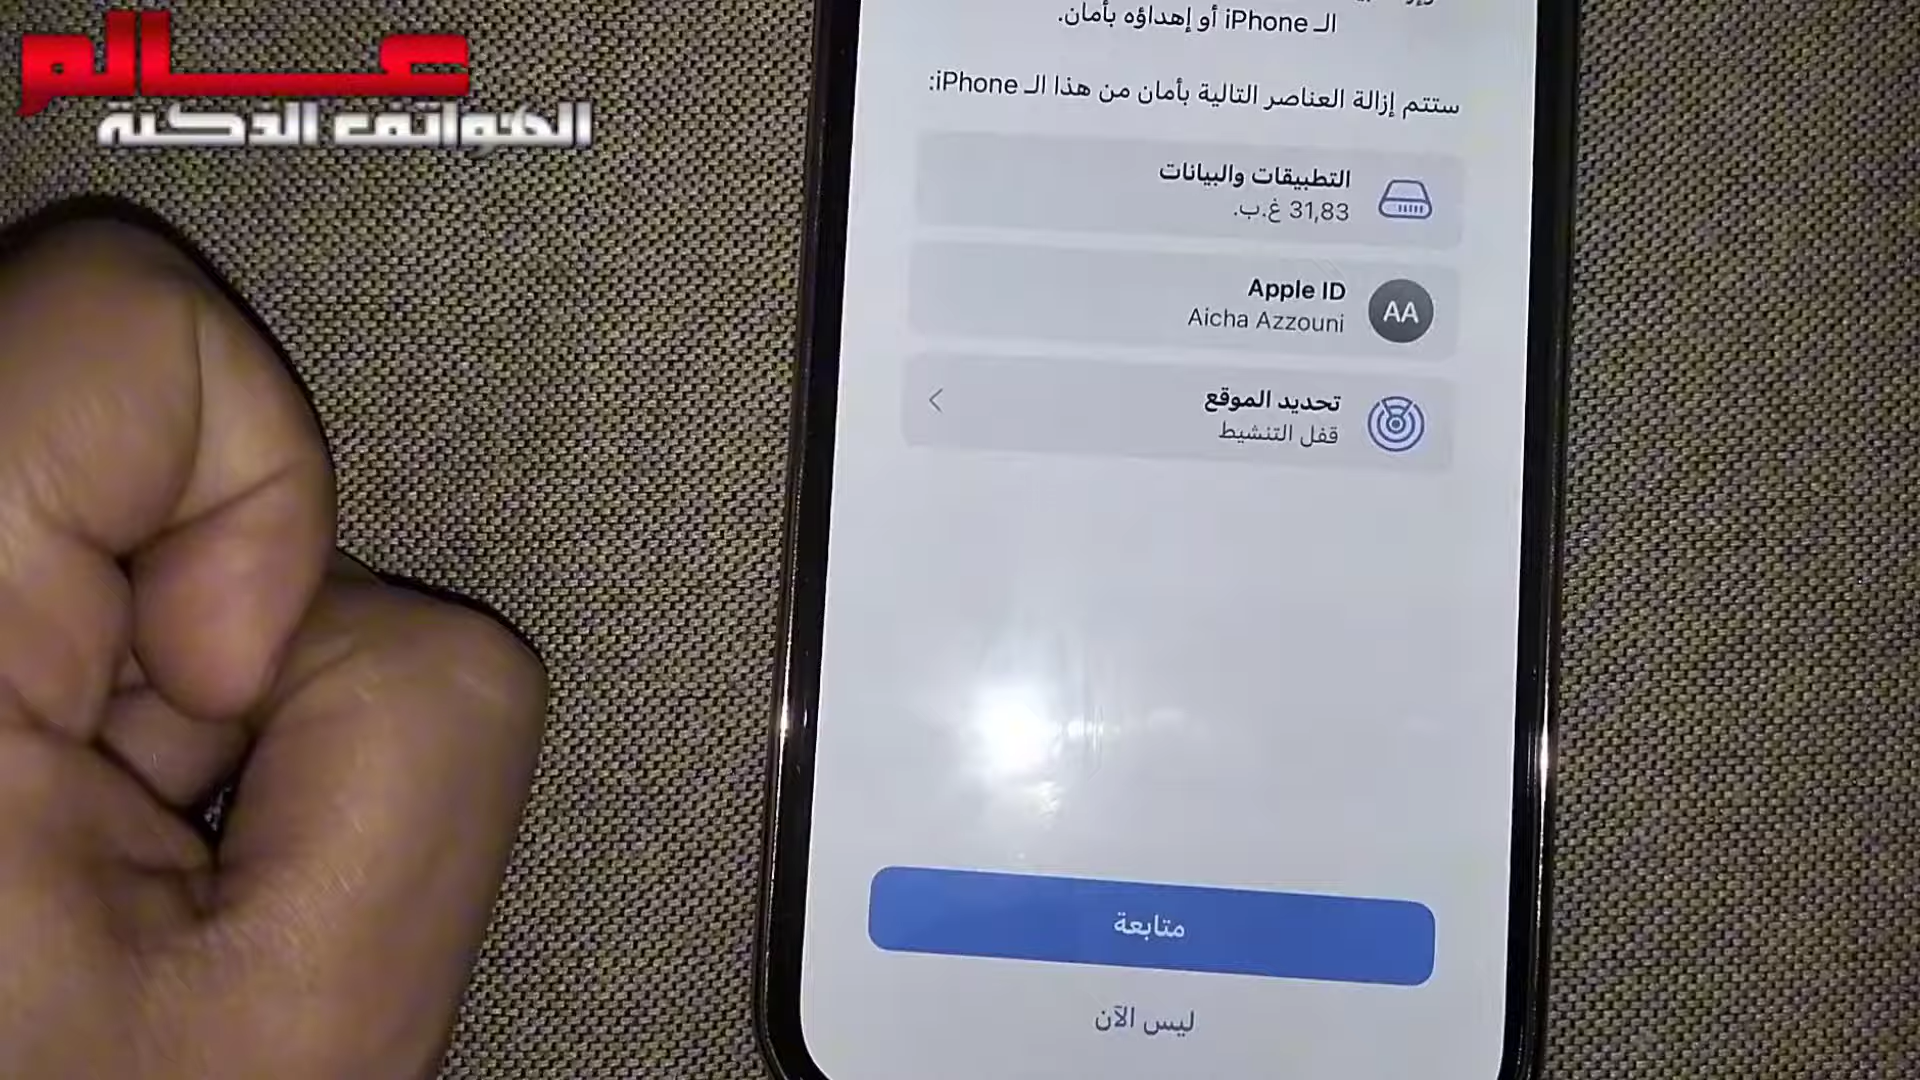 عالم
الهواتف الذكية
الـ iPhone أو إهداؤه بأمان.
ستتم إزالة العناصر التالية بأمان من هذا الـ iPhone:
التطبيقات والبيانات
31,83 غ.ب.
Apple ID
Aicha Azzouni
AA
تحديد الموقع
قفل التنشيط
متابعة
ليس الآن